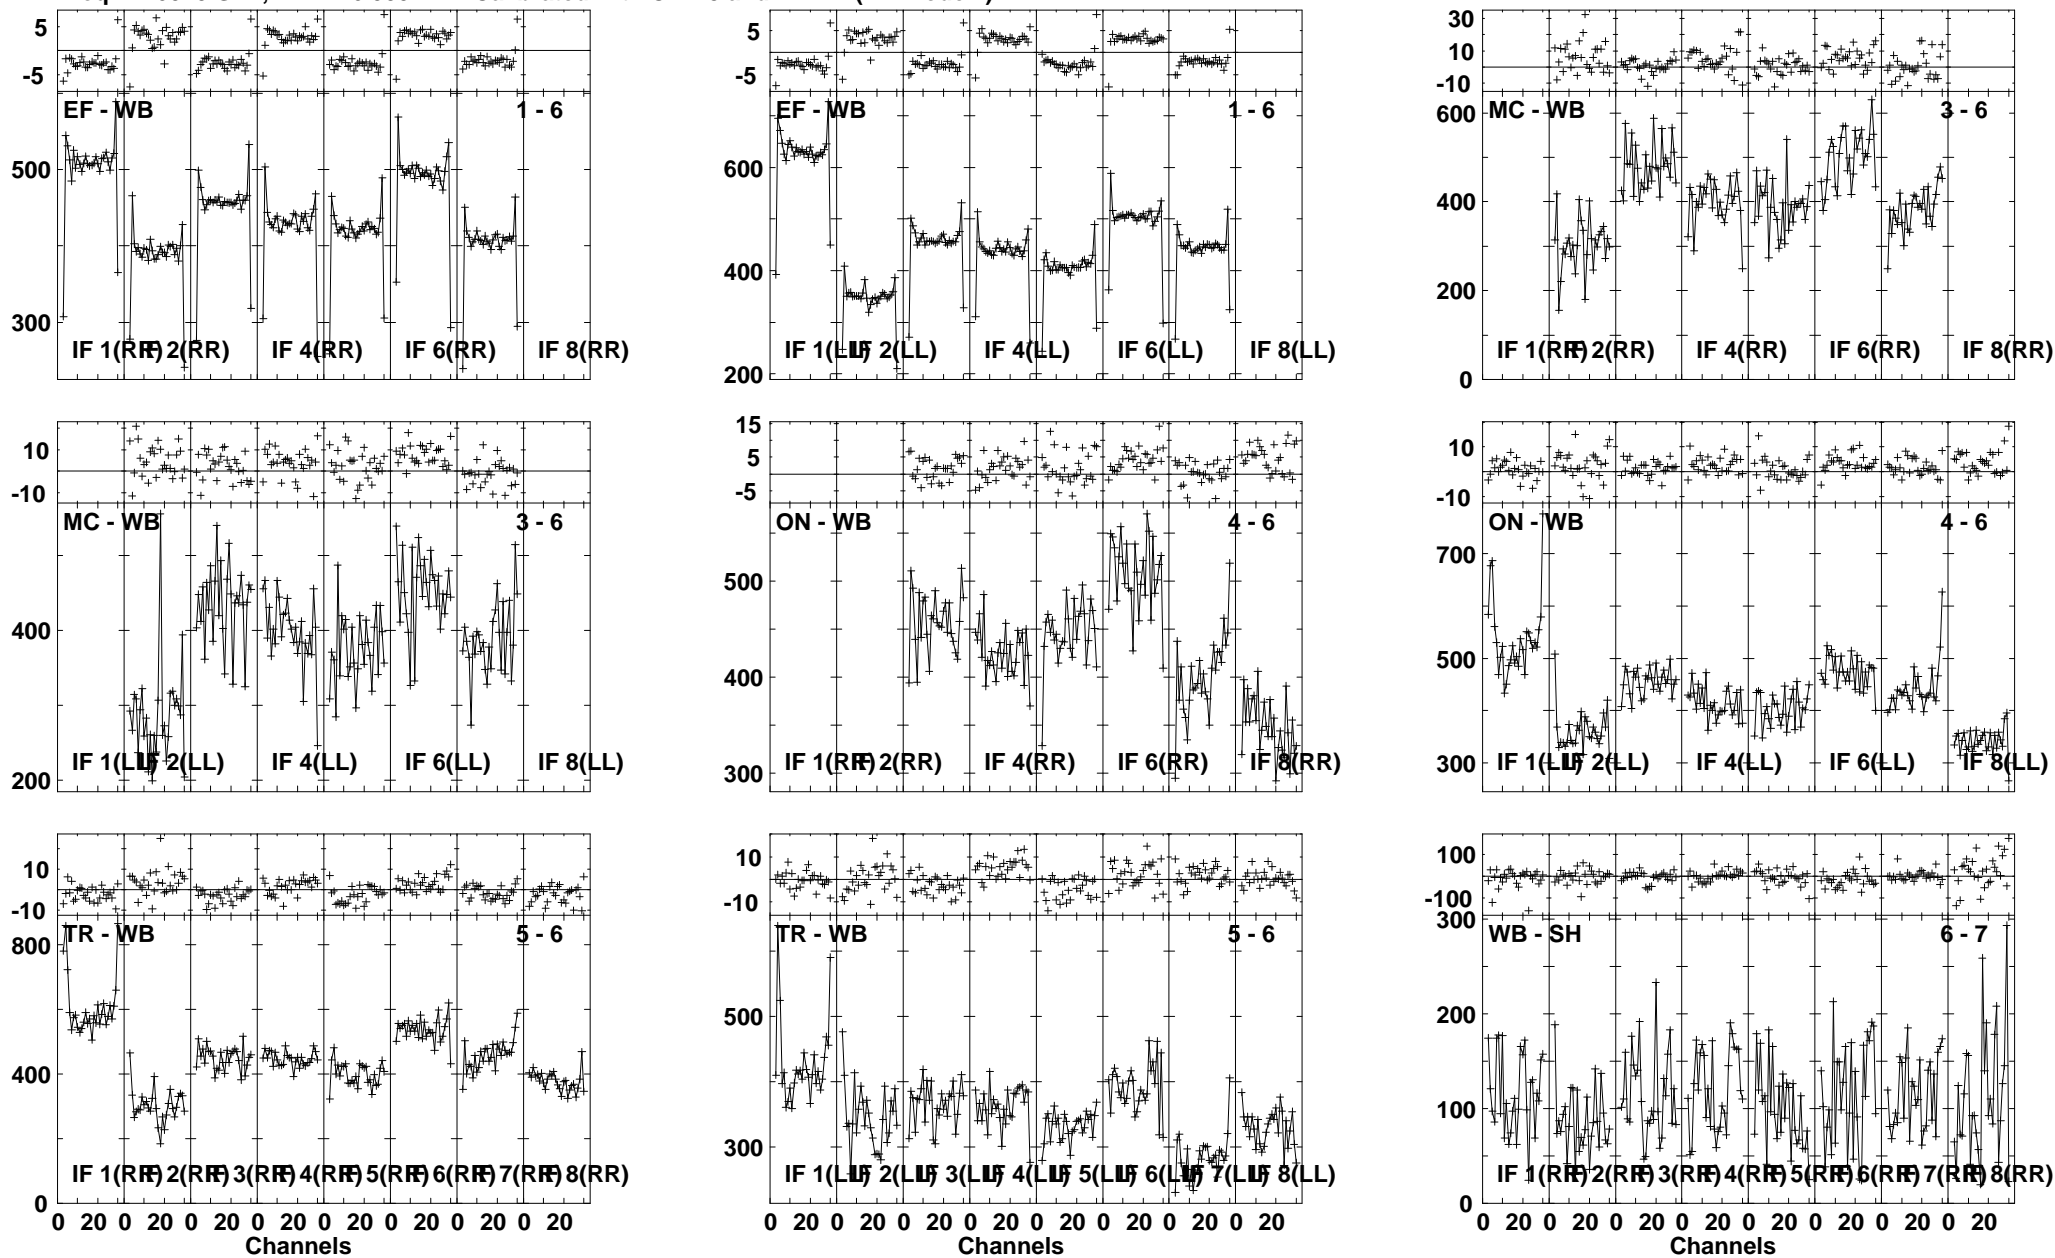 5
-5
EF - WB 1 - 6
500
300
IF 1(RR) IF 2(RR) IF 4(RR) IF 6(RR) IF 8(RR)
5
-5
EF - WB 1 - 6
600
400
200
IF 1(LL) IF 2(LL) IF 4(LL) IF 6(LL) IF 8(LL)
30
10
-10
MC - WB 3 - 6
600
400
200
0
IF 1(RR) IF 2(RR) IF 4(RR) IF 6(RR) IF 8(RR)
10
-10
MC - WB 3 - 6
400
200
IF 1(LL) IF 2(LL) IF 4(LL) IF 6(LL) IF 8(LL)
15
5
-5
ON - WB 4 - 6
500
400
300
IF 1(RR) IF 2(RR) IF 4(RR) IF 6(RR) IF 8(RR)
10
-10
ON - WB 4 - 6
700
500
300
IF 1(LL) IF 2(LL) IF 4(LL) IF 6(LL) IF 8(LL)
10
-10
TR - WB 5 - 6
800
400
0
IF 1(RR) IF 2(RR) IF 3(RR) IF 4(RR) IF 5(RR) IF 6(RR) IF 7(RR) IF 8(RR)
0 20 0 20 0 20 0 20 0 20 0 20 0 20 0 20
Channels
10
-10
TR - WB 5 - 6
500
300
IF 1(LL) IF 2(LL) IF 3(LL) IF 4(LL) IF 5(LL) IF 6(LL) IF 7(LL) IF 8(LL)
0 20 0 20 0 20 0 20 0 20 0 20 0 20 0 20
Channels
100
-100
WB - SH 6 - 7
300
200
100
0
IF 1(RR) IF 2(RR) IF 3(RR) IF 4(RR) IF 5(RR) IF 6(RR) IF 7(RR) IF 8(RR)
0 20 0 20 0 20 0 20 0 20 0 20 0 20 0 20
Channels